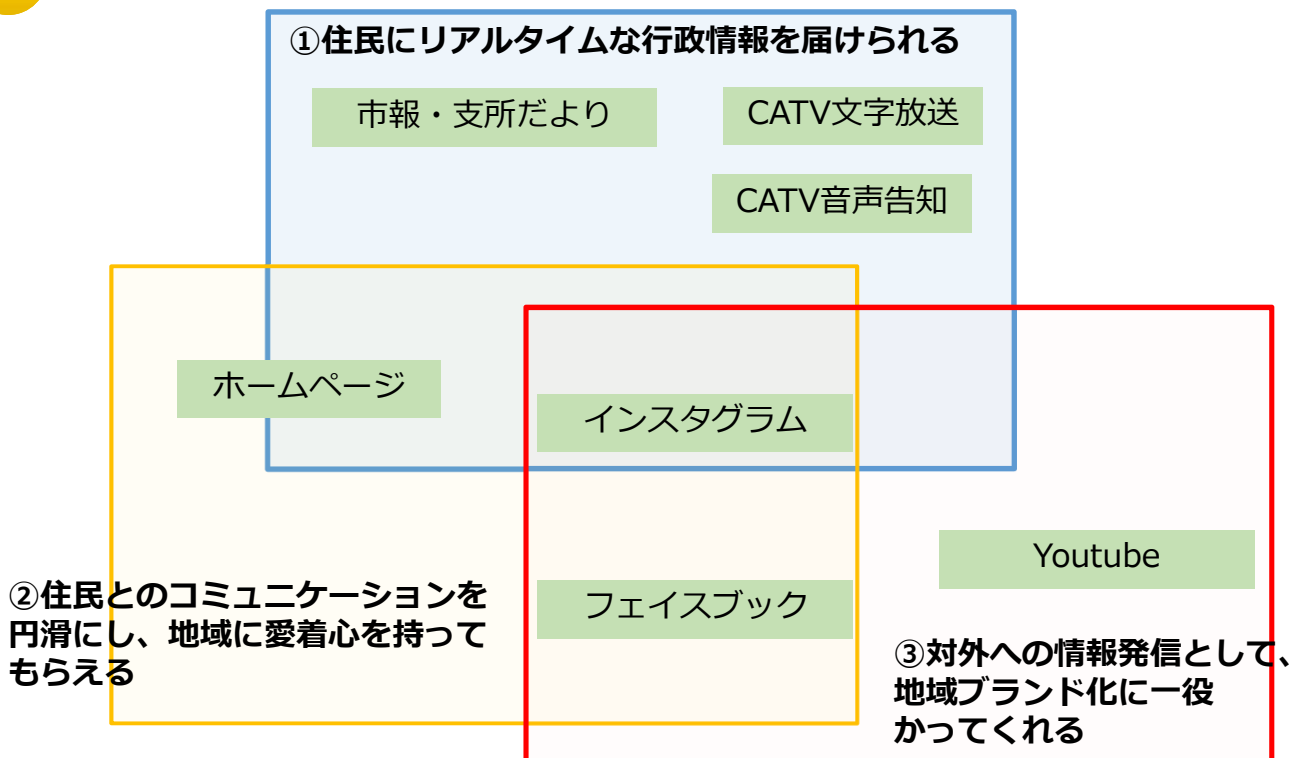 ①住民にリアルタイムな行政情報を届けられる
市報・支所だより
CATV文字放送
CATV音声告知
ホームページ
インスタグラム
Youtube
②住民とのコミュニケーションを
円滑にし、地域に愛着心を持って
もらえる
フェイスブック
③対外への情報発信として、
地域ブランド化に一役
かってくれる